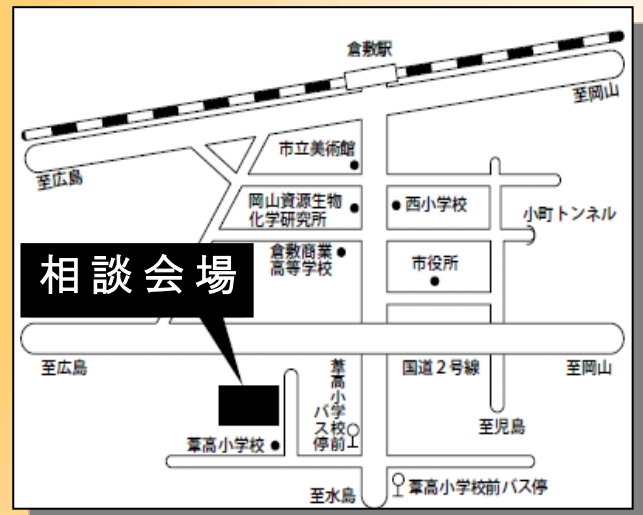 倉敷駅
至岡山
市立美術館
至広島
岡山資源生物
化学研究所
西小学校
小町トンネル
倉敷商業
高等学校
市役所
相談会場
至広島
葦高小学校前
バス停
国道2号線
至岡山
至児島
葦高小学校
至水島
葦高小学校前バス停